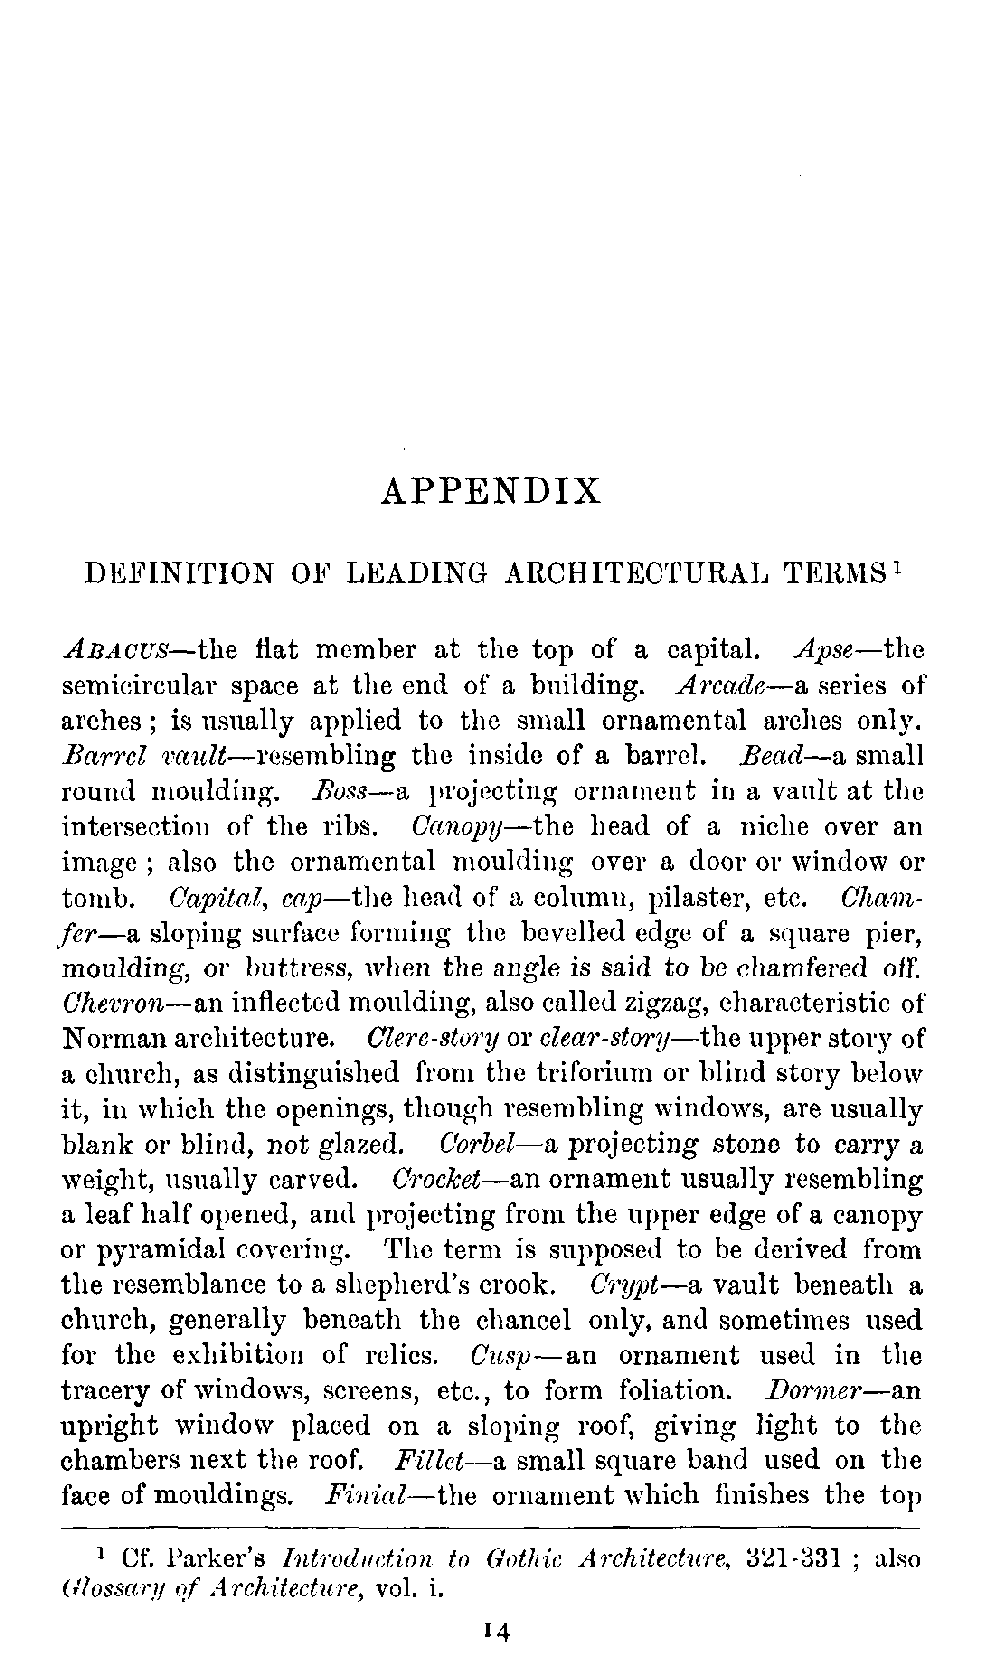 APPENDIX
DEFINITION OF LEADING ARCHITECTURAL TERMS¹
ABACUS—the flat member at the top of a capital. Apse—the
semicircular space at the end of a building. Arcade—a series of
arches ; is usually applied to the small ornamental arches only.
Barrel vault—resembling the inside of a barrel. Bead—a small
round moulding. Boss—a projecting ornament in a vault at the
intersection of the ribs. Canopy—the head of a niche over an
image ; also the ornamental moulding over a door or window or
tomb. Capital, cap—the head of a column, pilaster, etc. Cham-
fer—a sloping surface forming the bevelled edge of a square pier,
moulding, or buttress, when the angle is said to be chamfered off.
Chevron—an inflected moulding, also called zigzag, characteristic of
Norman architecture. Clere-story or clear-story—the upper story of
a church, as distinguished from the triforium or blind story below
it, in which the openings, though resembling windows, are usually
blank or blind, not glazed. Corbel—a projecting stone to carry a
weight, usually carved. Crocket—an ornament usually resembling
a leaf half opened, and projecting from the upper edge of a canopy
or pyramidal covering. The term is supposed to be derived from
the resemblance to a shepherd's crook. Crypt—a vault beneath a
church, generally beneath the chancel only, and sometimes used
for the exhibition of relics. Cusp—an ornament used in the
tracery of windows, screens, etc., to form foliation. Dormer—an
upright window placed on a sloping roof, giving light to the
chambers next the roof. Fillet—a small square band used on the
face of mouldings. Finial—the ornament which finishes the top
¹ Cf. Parker's Introduction to Gothic Architecture, 321-331 ; also
Glossary of Architecture, vol. i.
14